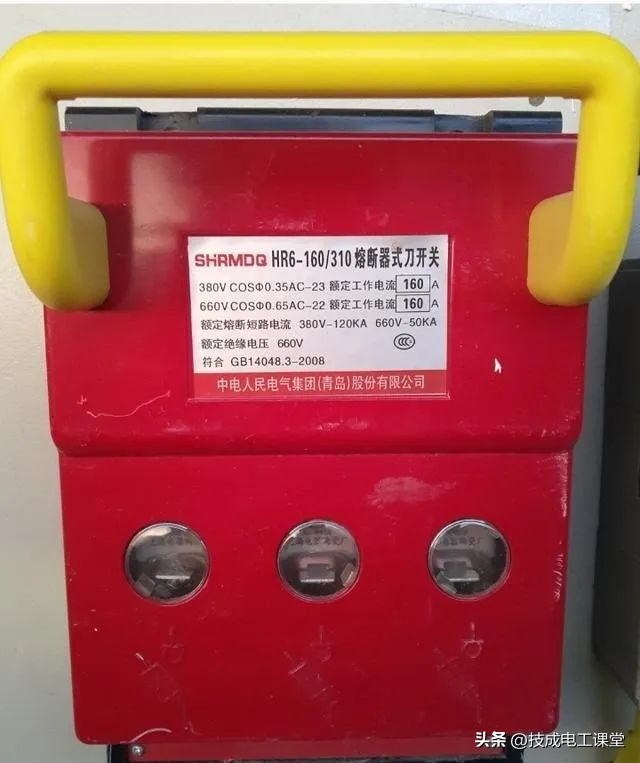 SHRMDQ HR6-160/310 熔断器式刀开关
380V COSΦ0.35AC-23 额定工作电流 160 A
660V COSΦ0.65AC-22 额定工作电流 160 A
额定熔断短路电流 380V-120KA 660V-50KA
额定绝缘电压 660V
符合 GB14048.3-2008
中电人民电气集团(青岛)股份有限公司
头条 @技成电工课堂